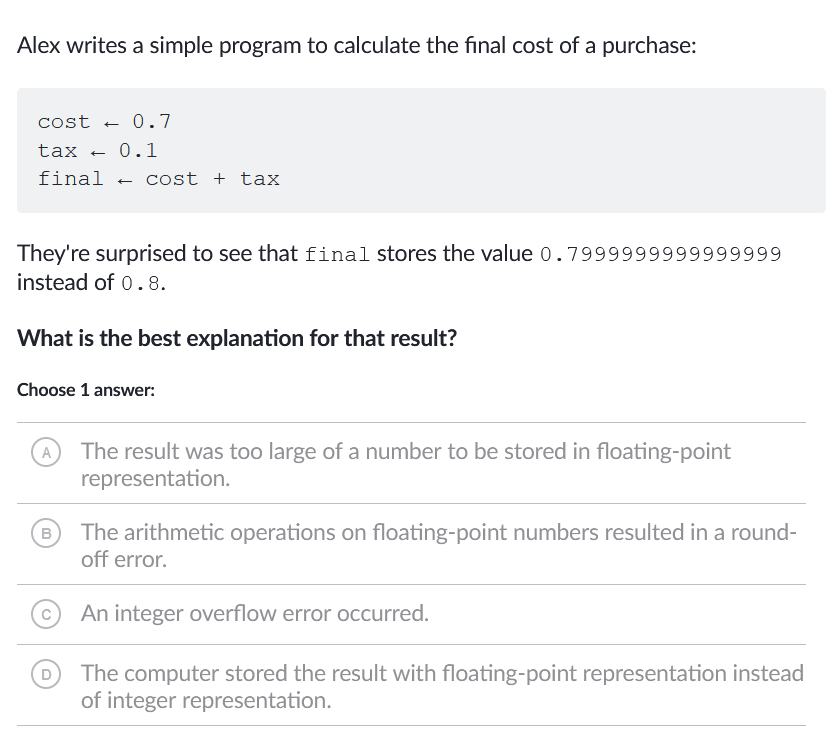 Alex writes a simple program to calculate the final cost of a purchase:
cost ← 0.7
tax ← 0.1
final ← cost + tax
They're surprised to see that final stores the value 0.7999999999999999
instead of 0.8.
What is the best explanation for that result?
Choose 1 answer:
A The result was too large of a number to be stored in floating-point
representation.
B The arithmetic operations on floating-point numbers resulted in a round-
off error.
C An integer overflow error occurred.
D The computer stored the result with floating-point representation instead
of integer representation.